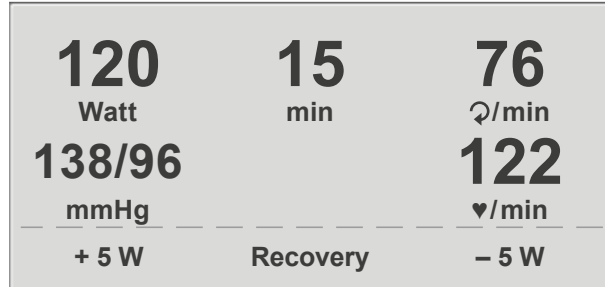 120 15 76
Watt min ↻/min
138/96 122
mmHg ♥/min
+ 5 W Recovery – 5 W